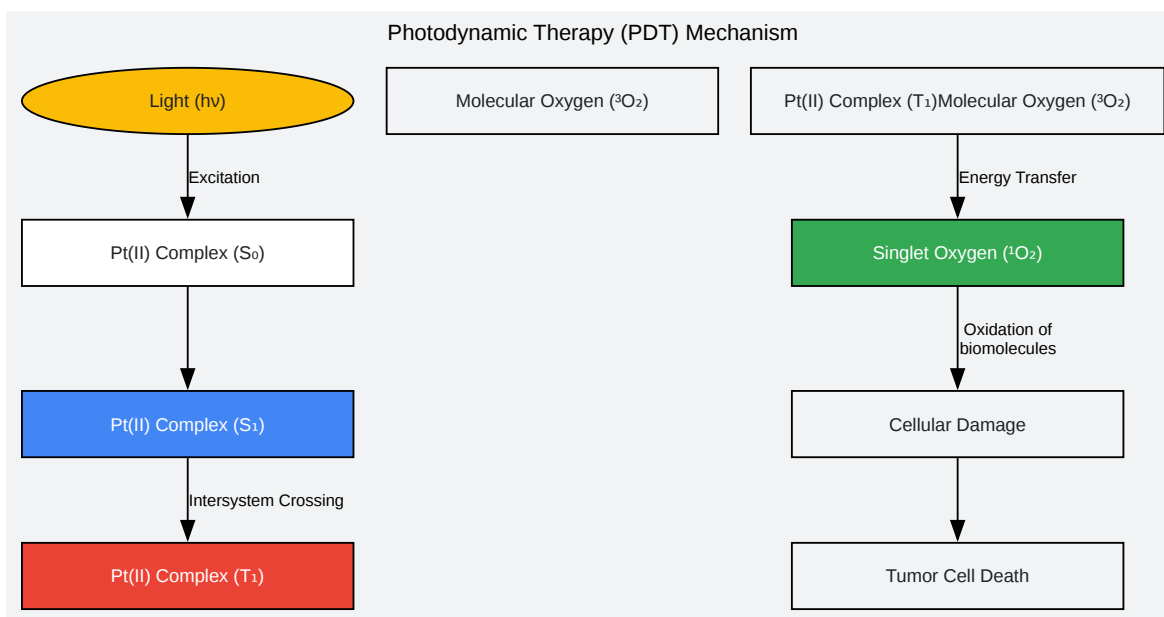 Photodynamic Therapy (PDT) Mechanism
Light (hν)
Molecular Oxygen (³O₂)
Pt(II) Complex (T₁)Molecular Oxygen (³O₂)
Excitation
Energy Transfer
Pt(II) Complex (S₀)
Singlet Oxygen (¹O₂)
Oxidation of
biomolecules
Pt(II) Complex (S₁)
Cellular Damage
Intersystem Crossing
Pt(II) Complex (T₁)
Tumor Cell Death